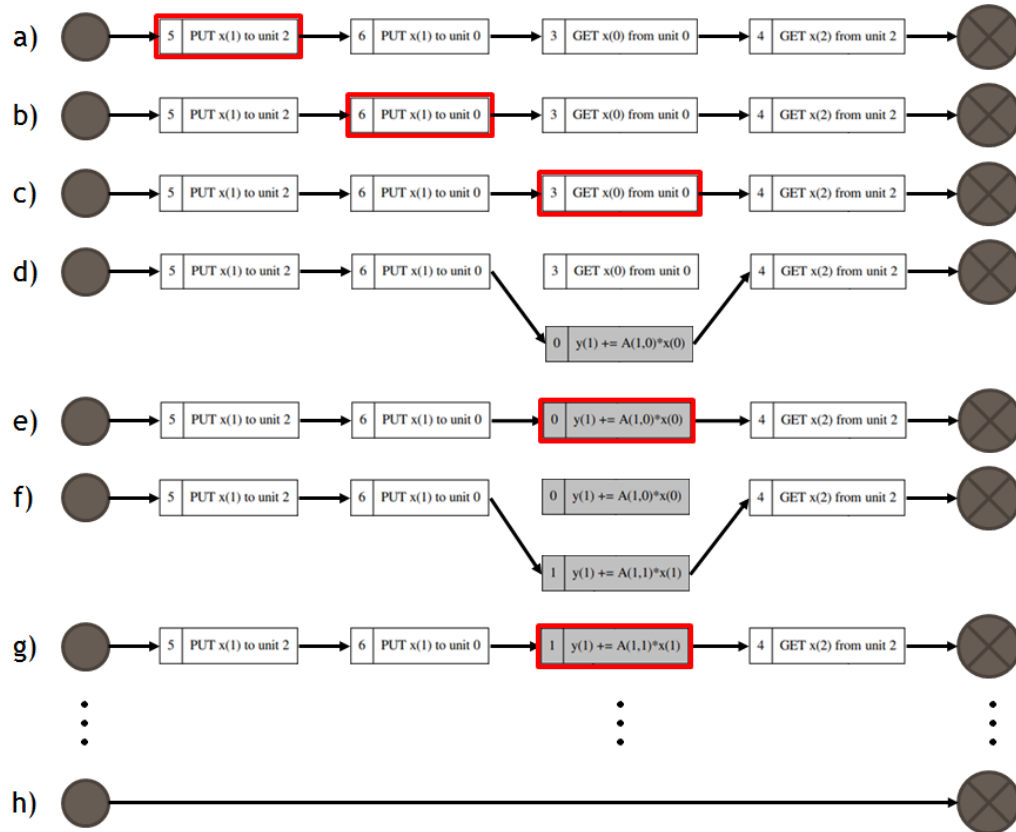 a) 5 PUT x(1) to unit 2 6 PUT x(1) to unit 0 3 GET x(0) from unit 0 4 GET x(2) from unit 2
b) 5 PUT x(1) to unit 2 6 PUT x(1) to unit 0 3 GET x(0) from unit 0 4 GET x(2) from unit 2
c) 5 PUT x(1) to unit 2 6 PUT x(1) to unit 0 3 GET x(0) from unit 0 4 GET x(2) from unit 2
d) 5 PUT x(1) to unit 2 6 PUT x(1) to unit 0 3 GET x(0) from unit 0 4 GET x(2) from unit 2
0 y(1) += A(1,0)*x(0)
e) 5 PUT x(1) to unit 2 6 PUT x(1) to unit 0 0 y(1) += A(1,0)*x(0) 4 GET x(2) from unit 2
f) 5 PUT x(1) to unit 2 6 PUT x(1) to unit 0 0 y(1) += A(1,0)*x(0) 4 GET x(2) from unit 2
1 y(1) += A(1,1)*x(1)
g) 5 PUT x(1) to unit 2 6 PUT x(1) to unit 0 1 y(1) += A(1,1)*x(1) 4 GET x(2) from unit 2
h)